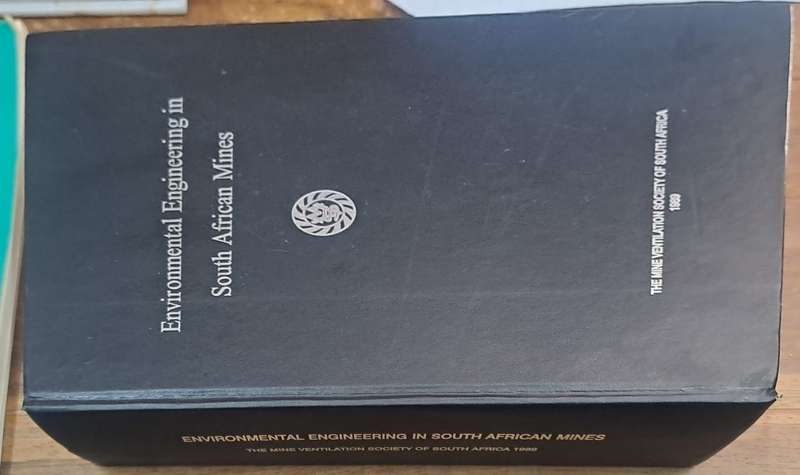 Environmental Engineering in
South African Mines
THE MINE VENTILATION SOCIETY OF SOUTH AFRICA
1989
ENVIRONMENTAL ENGINEERING IN SOUTH AFRICAN MINES
THE MINE VENTILATION SOCIETY OF SOUTH AFRICA 1989